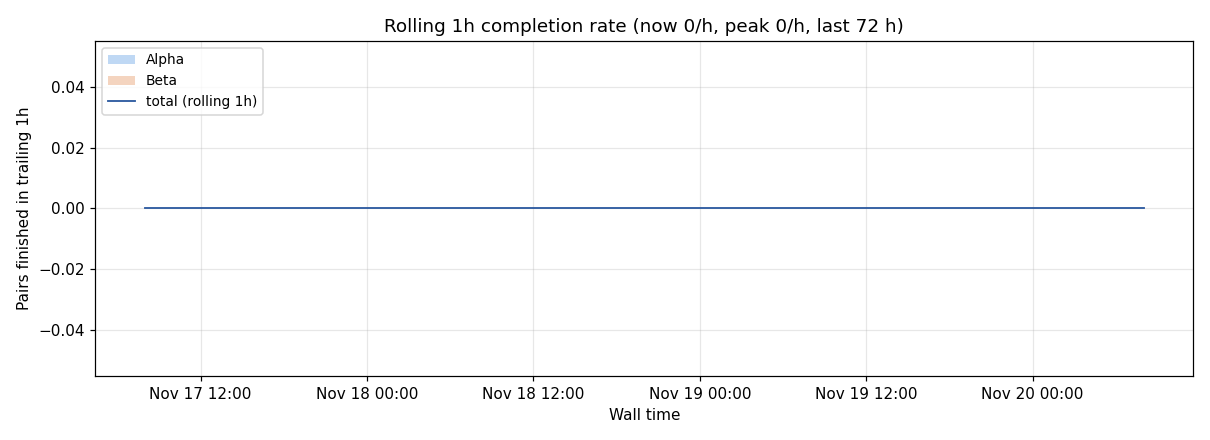 Rolling 1h completion rate (now 0/h, peak 0/h, last 72 h)
Alpha
Beta
total (rolling 1h)
Pairs finished in trailing 1h
0.04
0.02
0.00
−0.02
−0.04
Nov 17 12:00 Nov 18 00:00 Nov 18 12:00 Nov 19 00:00 Nov 19 12:00 Nov 20 00:00
Wall time